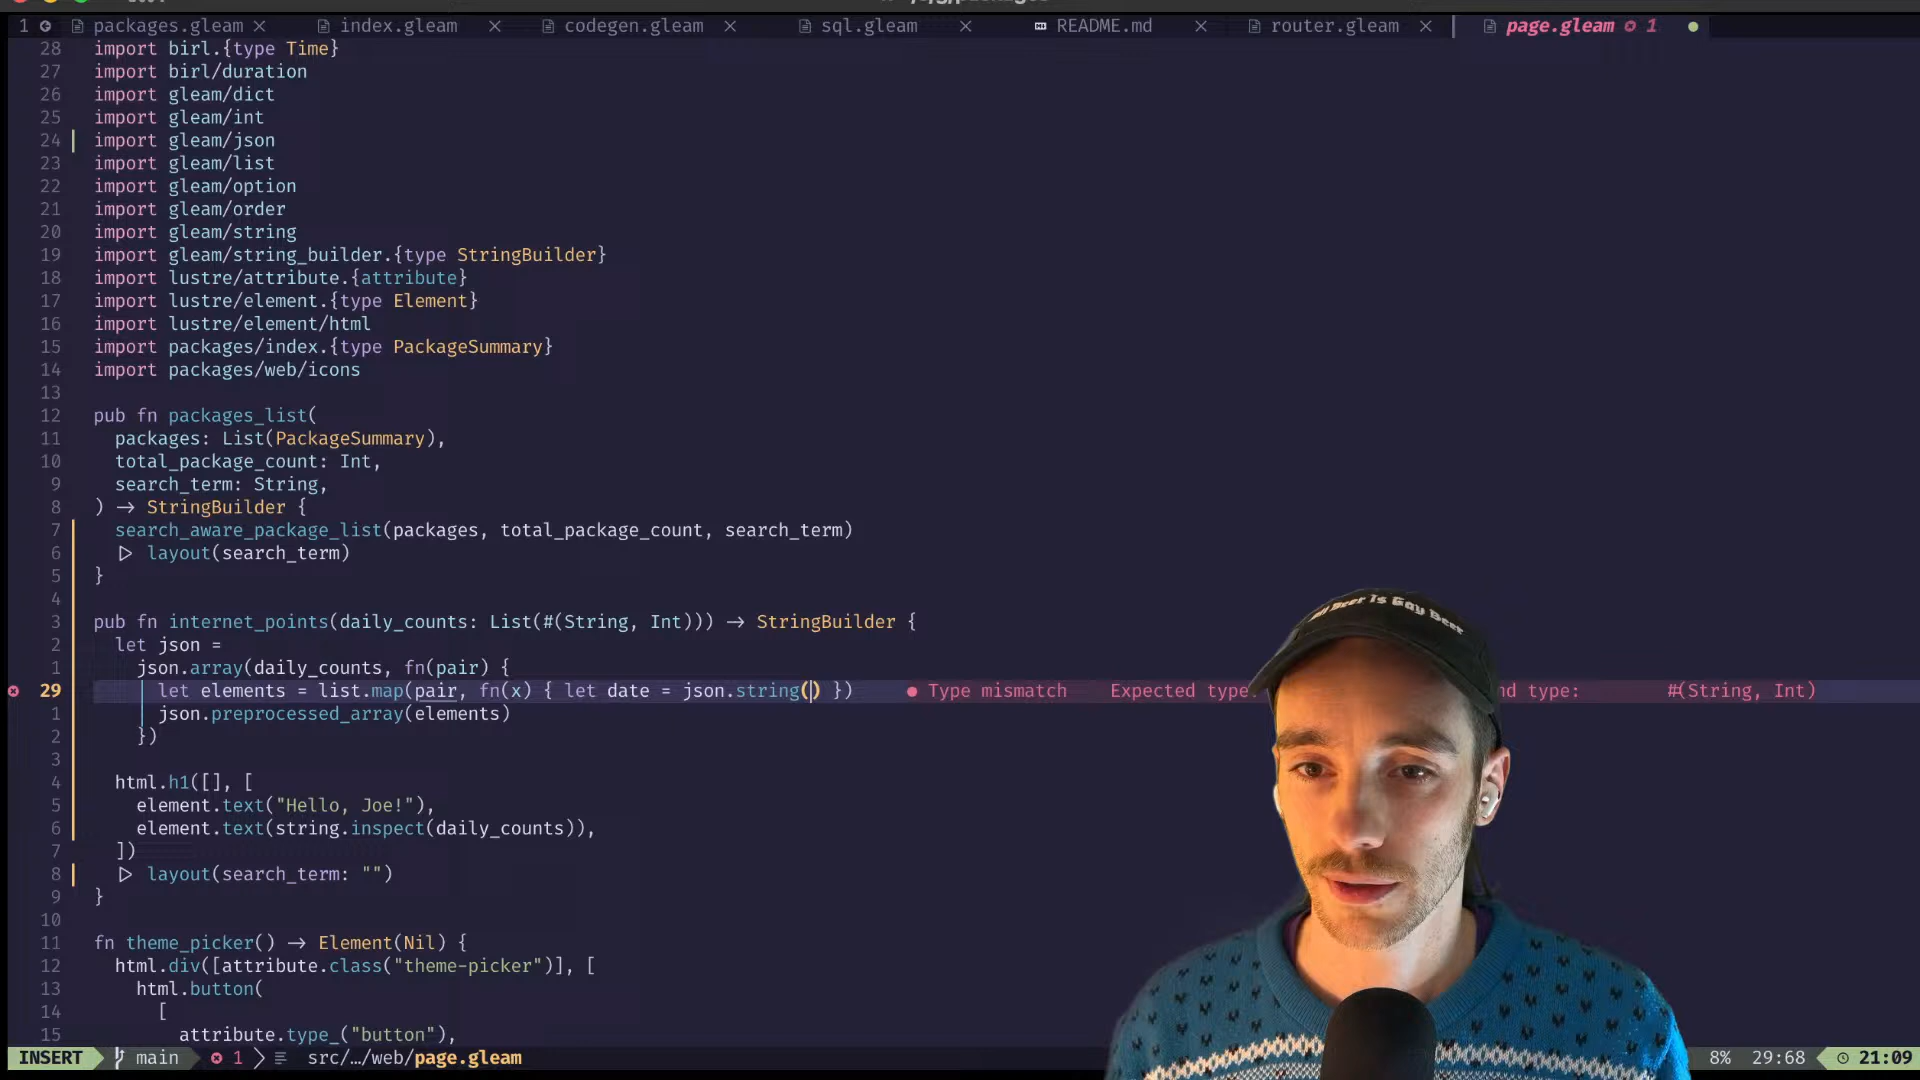 1 packages.gleam index.gleam codegen.gleam sql.gleam README.md router.gleam page.gleam 1
28 import birl.{type Time}
27 import birl/duration
26 import gleam/dict
25 import gleam/int
24 import gleam/json
23 import gleam/list
22 import gleam/option
21 import gleam/order
20 import gleam/string
19 import gleam/string_builder.{type StringBuilder}
18 import lustre/attribute.{attribute}
17 import lustre/element.{type Element}
16 import lustre/element/html
15 import packages/index.{type PackageSummary}
14 import packages/web/icons
13
12 pub fn packages_list(
11 packages: List(PackageSummary),
10 total_package_count: Int,
9 search_term: String,
8 ) -> StringBuilder {
7 search_aware_package_list(packages, total_package_count, search_term)
6 |> layout(search_term)
5 }
4
3 pub fn internet_points(daily_counts: List(#(String, Int))) -> StringBuilder {
2 let json =
1 json.array(daily_counts, fn(pair) {
29 let elements = list.map(pair, fn(x) { let date = json.string() }) ● Type mismatch Expected type: nd type: #(String, Int)
1 json.preprocessed_array(elements)
2 })
3
4 html.h1([], [
5 element.text("Hello, Joe!"),
6 element.text(string.inspect(daily_counts)),
7 ])
8 |> layout(search_term: "")
9 }
10
11 fn theme_picker() -> Element(Nil) {
12 html.div([attribute.class("theme-picker")], [
13 html.button(
14 [
15 attribute.type_("button"),
INSERT main 1 src/…/web/page.gleam 8% 29:68 21:09
Beer Is Gay Beer